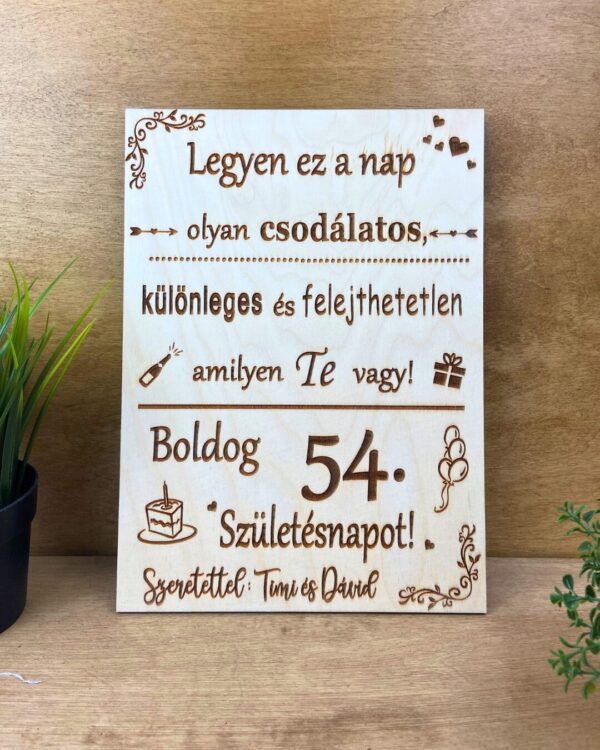 Legyen ez a nap
olyan csodálatos,
különleges és felejthetetlen
amilyen Te vagy!
Boldog 54.
Születésnapot!
Szeretettel: Timi és Dávid